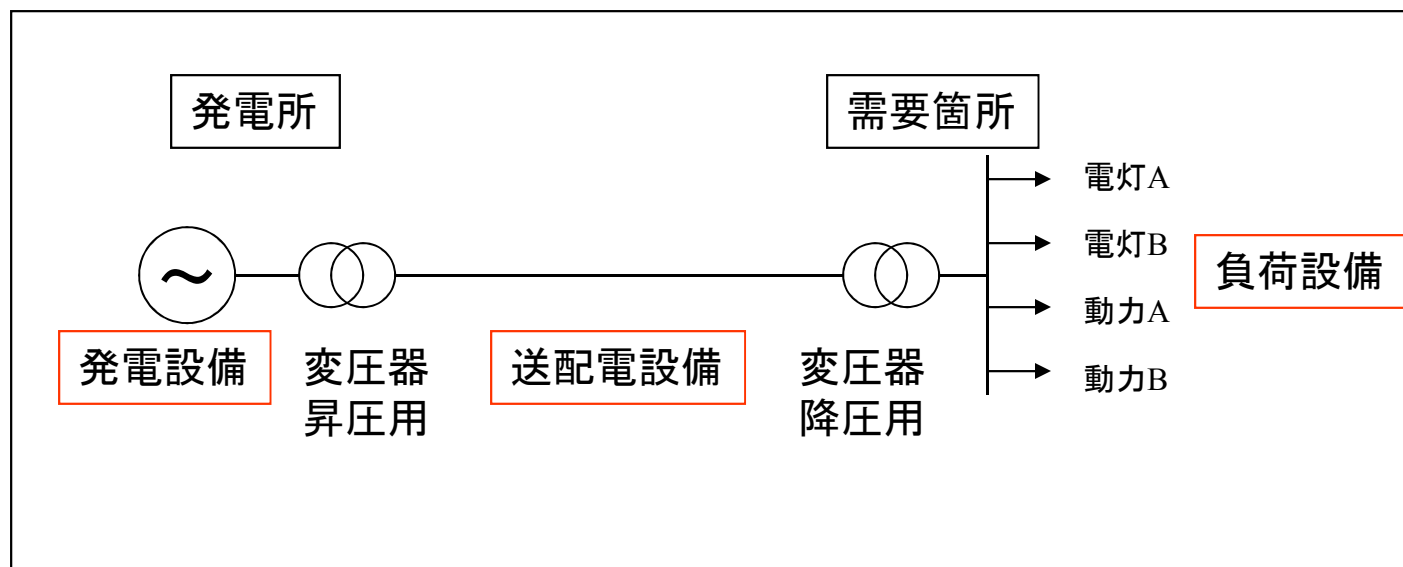 発電所
需要箇所
電灯A
電灯B
動力A
動力B
負荷設備
発電設備
変圧器
昇圧用
送配電設備
変圧器
降圧用